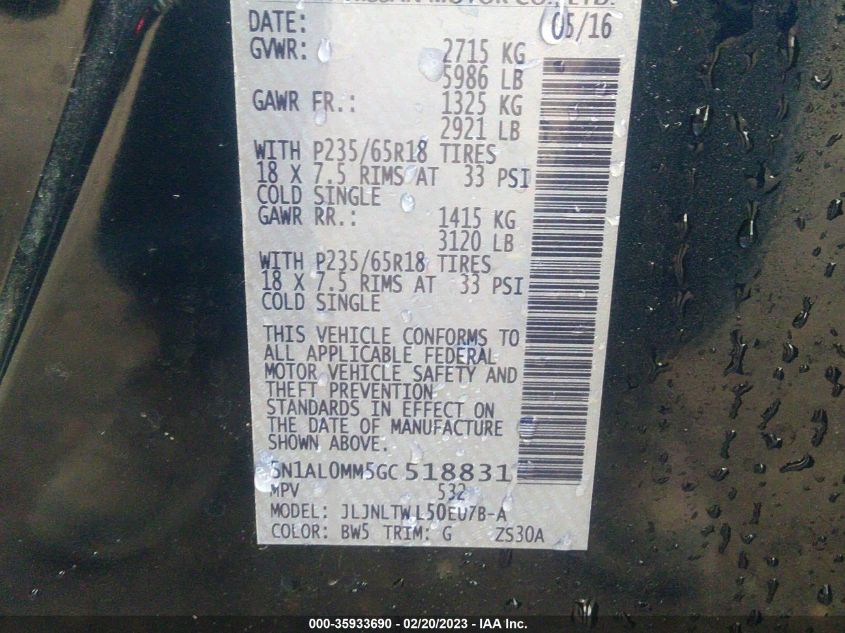 NISSAN MOTOR CO., LTD.
DATE: 05/16
GVWR: 2715 KG
5986 LB
GAWR FR.: 1325 KG
2921 LB
WITH P235/65R18 TIRES
18 X 7.5 RIMS AT 33 PSI
COLD SINGLE
GAWR RR.: 1415 KG
3120 LB
WITH P235/65R18 TIRES
18 X 7.5 RIMS AT 33 PSI
COLD SINGLE
THIS VEHICLE CONFORMS TO
ALL APPLICABLE FEDERAL
MOTOR VEHICLE SAFETY AND
THEFT PREVENTION
STANDARDS IN EFFECT ON
THE DATE OF MANUFACTURE
SHOWN ABOVE.
5N1AL0MM5GC518831
MPV 532
MODEL: JLJNLTWL50EU7B-A
COLOR: BW5 TRIM: G ZS30A
000-35933690 - 02/20/2023 - IAA Inc.